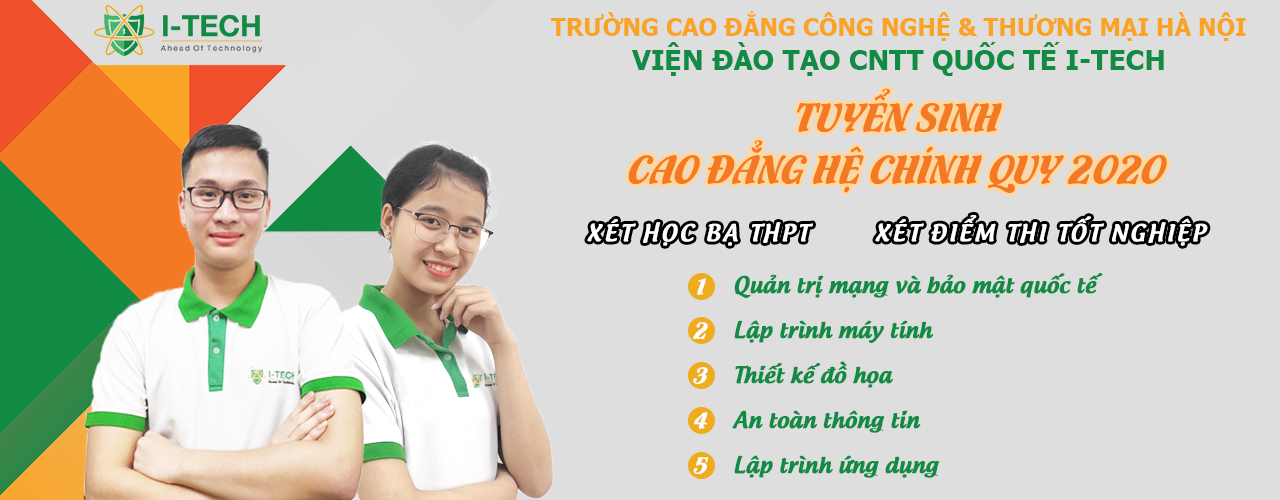 I-TECH
Ahead Of Technology
TRƯỜNG CAO ĐẲNG CÔNG NGHỆ & THƯƠNG MẠI HÀ NỘI
VIỆN ĐÀO TẠO CNTT QUỐC TẾ I-TECH
TUYỂN SINH
CAO ĐẲNG HỆ CHÍNH QUY 2020
XÉT HỌC BẠ THPT XÉT ĐIỂM THI TỐT NGHIỆP
1 Quản trị mạng và bảo mật quốc tế
2 Lập trình máy tính
3 Thiết kế đồ họa
4 An toàn thông tin
5 Lập trình ứng dụng
I-TECH
I-TECH